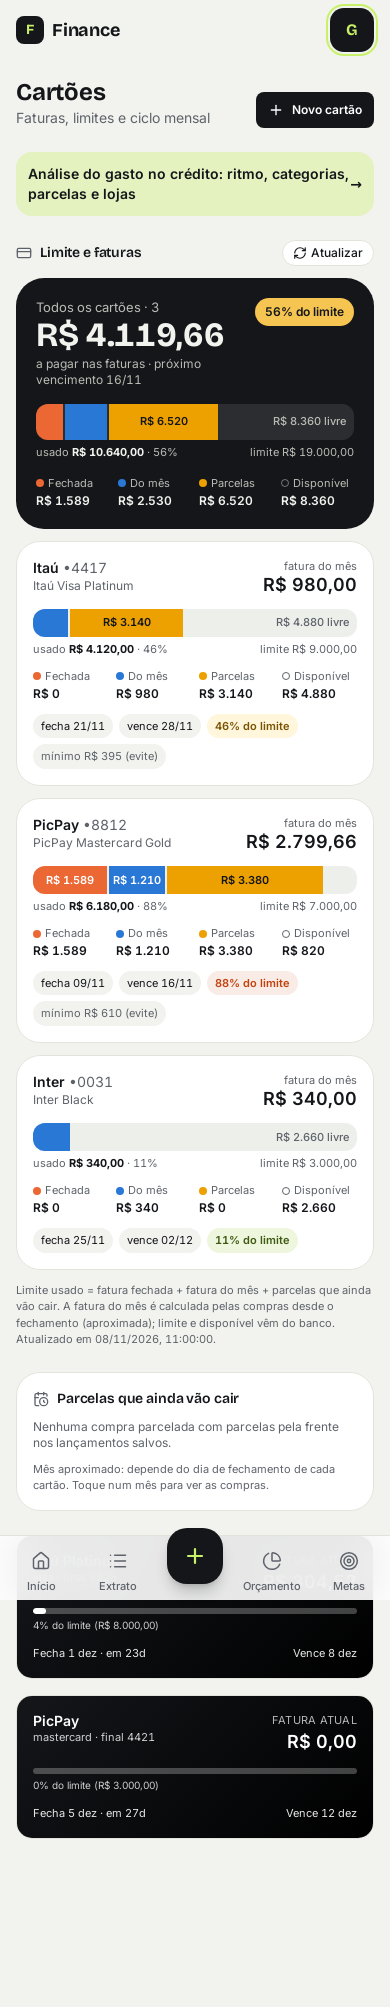 F Finance
G
Cartões
Faturas, limites e ciclo mensal
+ Novo cartão
Análise do gasto no crédito: ritmo, categorias, →
parcelas e lojas
Limite e faturas
Atualizar
Todos os cartões · 3
56% do limite
R$ 4.119,66
a pagar nas faturas · próximo
vencimento 16/11
R$ 6.520
R$ 8.360 livre
usado R$ 10.640,00 · 56%
limite R$ 19.000,00
Fechada Do mês Parcelas Disponível
R$ 1.589 R$ 2.530 R$ 6.520 R$ 8.360
Itaú •4417
fatura do mês
Itaú Visa Platinum
R$ 980,00
R$ 3.140
R$ 4.880 livre
usado R$ 4.120,00 · 46%
limite R$ 9.000,00
Fechada Do mês Parcelas Disponível
R$ 0 R$ 980 R$ 3.140 R$ 4.880
fecha 21/11 vence 28/11 46% do limite
mínimo R$ 395 (evite)
PicPay •8812
fatura do mês
PicPay Mastercard Gold
R$ 2.799,66
R$ 1.589 R$ 1.210 R$ 3.380
usado R$ 6.180,00 · 88%
limite R$ 7.000,00
Fechada Do mês Parcelas Disponível
R$ 1.589 R$ 1.210 R$ 3.380 R$ 820
fecha 09/11 vence 16/11 88% do limite
mínimo R$ 610 (evite)
Inter •0031
fatura do mês
Inter Black
R$ 340,00
R$ 2.660 livre
usado R$ 340,00 · 11%
limite R$ 3.000,00
Fechada Do mês Parcelas Disponível
R$ 0 R$ 340 R$ 0 R$ 2.660
fecha 25/11 vence 02/12 11% do limite
Limite usado = fatura fechada + fatura do mês + parcelas que ainda
vão cair. A fatura do mês é calculada pelas compras desde o
fechamento (aproximada); limite e disponível vêm do banco.
Atualizado em 08/11/2026, 11:00:00.
Parcelas que ainda vão cair
Nenhuma compra parcelada com parcelas pela frente
nos lançamentos salvos.
Mês aproximado: depende do dia de fechamento de cada
cartão. Toque num mês para ver as compras.
Início Extrato + Orçamento Metas
4% do limite (R$ 8.000,00)
Fecha 1 dez · em 23d
Vence 8 dez
PicPay
FATURA ATUAL
mastercard · final 4421
R$ 0,00
0% do limite (R$ 3.000,00)
Fecha 5 dez · em 27d
Vence 12 dez